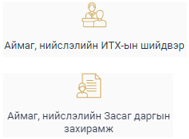 Аймаг, нийслэлийн ИТХ-ын шийдвэр
Аймаг, нийслэлийн Засаг даргын
захирамж